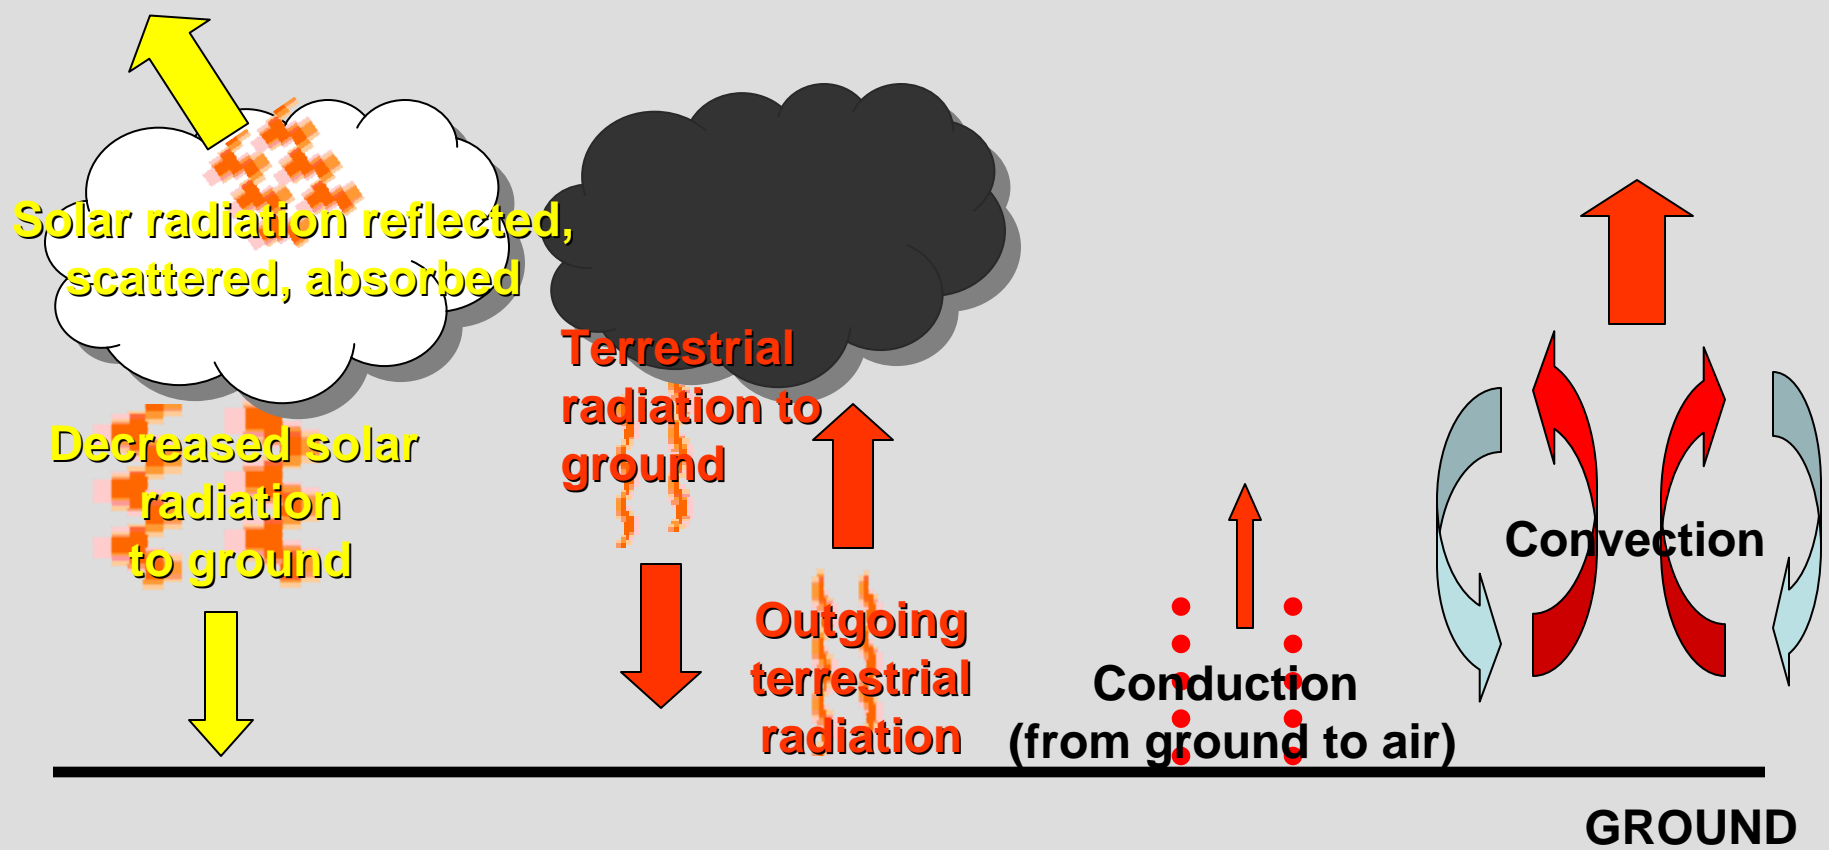 Solar radiation reflected,
scattered, absorbed
Decreased solar
radiation
to ground
Terrestrial
radiation to
ground
Outgoing
terrestrial
radiation
Conduction
(from ground to air)
Convection
GROUND